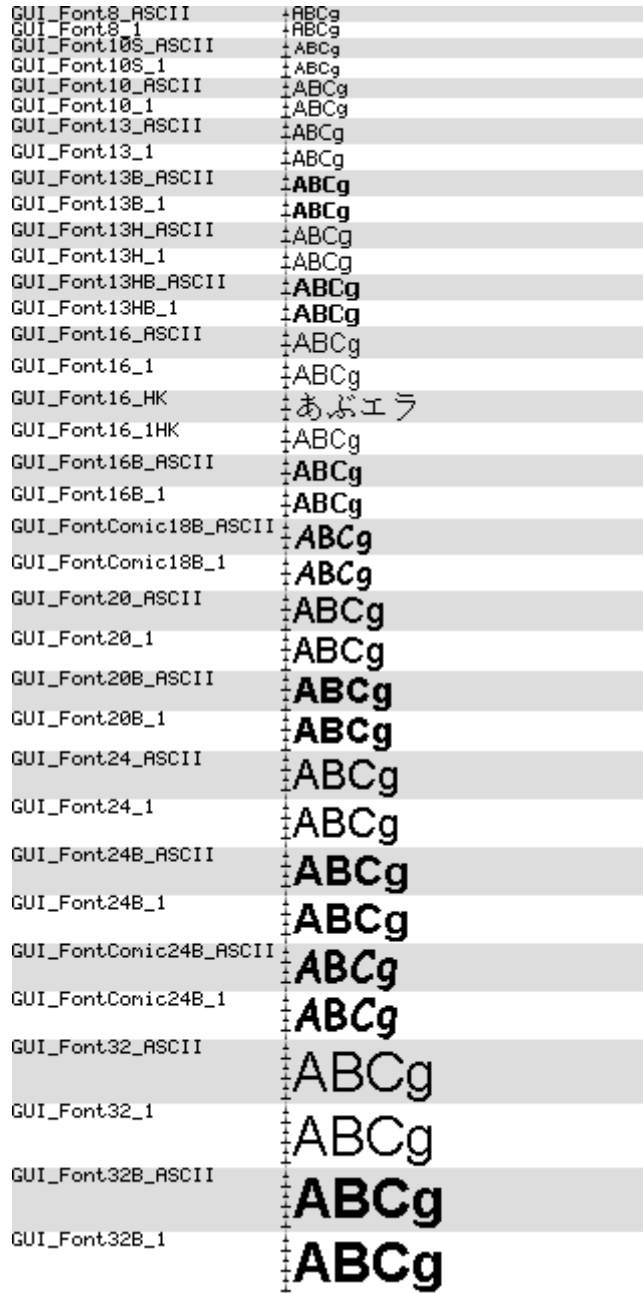 GUI_Font8_ASCII ABCg
GUI_Font8_1 ABCg
GUI_Font10S_ASCII ABCg
GUI_Font10S_1 ABCg
GUI_Font10_ASCII ABCg
GUI_Font10_1 ABCg
GUI_Font13_ASCII ABCg
GUI_Font13_1 ABCg
GUI_Font13B_ASCII ABCg
GUI_Font13B_1 ABCg
GUI_Font13H_ASCII ABCg
GUI_Font13H_1 ABCg
GUI_Font13HB_ASCII ABCg
GUI_Font13HB_1 ABCg
GUI_Font16_ASCII ABCg
GUI_Font16_1 ABCg
GUI_Font16_HK あぶエラ
GUI_Font16_1HK ABCg
GUI_Font16B_ASCII ABCg
GUI_Font16B_1 ABCg
GUI_FontComic18B_ASCII ABCg
GUI_FontComic18B_1 ABCg
GUI_Font20_ASCII ABCg
GUI_Font20_1 ABCg
GUI_Font20B_ASCII ABCg
GUI_Font20B_1 ABCg
GUI_Font24_ASCII ABCg
GUI_Font24_1 ABCg
GUI_Font24B_ASCII ABCg
GUI_Font24B_1 ABCg
GUI_FontComic24B_ASCII ABCg
GUI_FontComic24B_1 ABCg
GUI_Font32_ASCII ABCg
GUI_Font32_1 ABCg
GUI_Font32B_ASCII ABCg
GUI_Font32B_1 ABCg